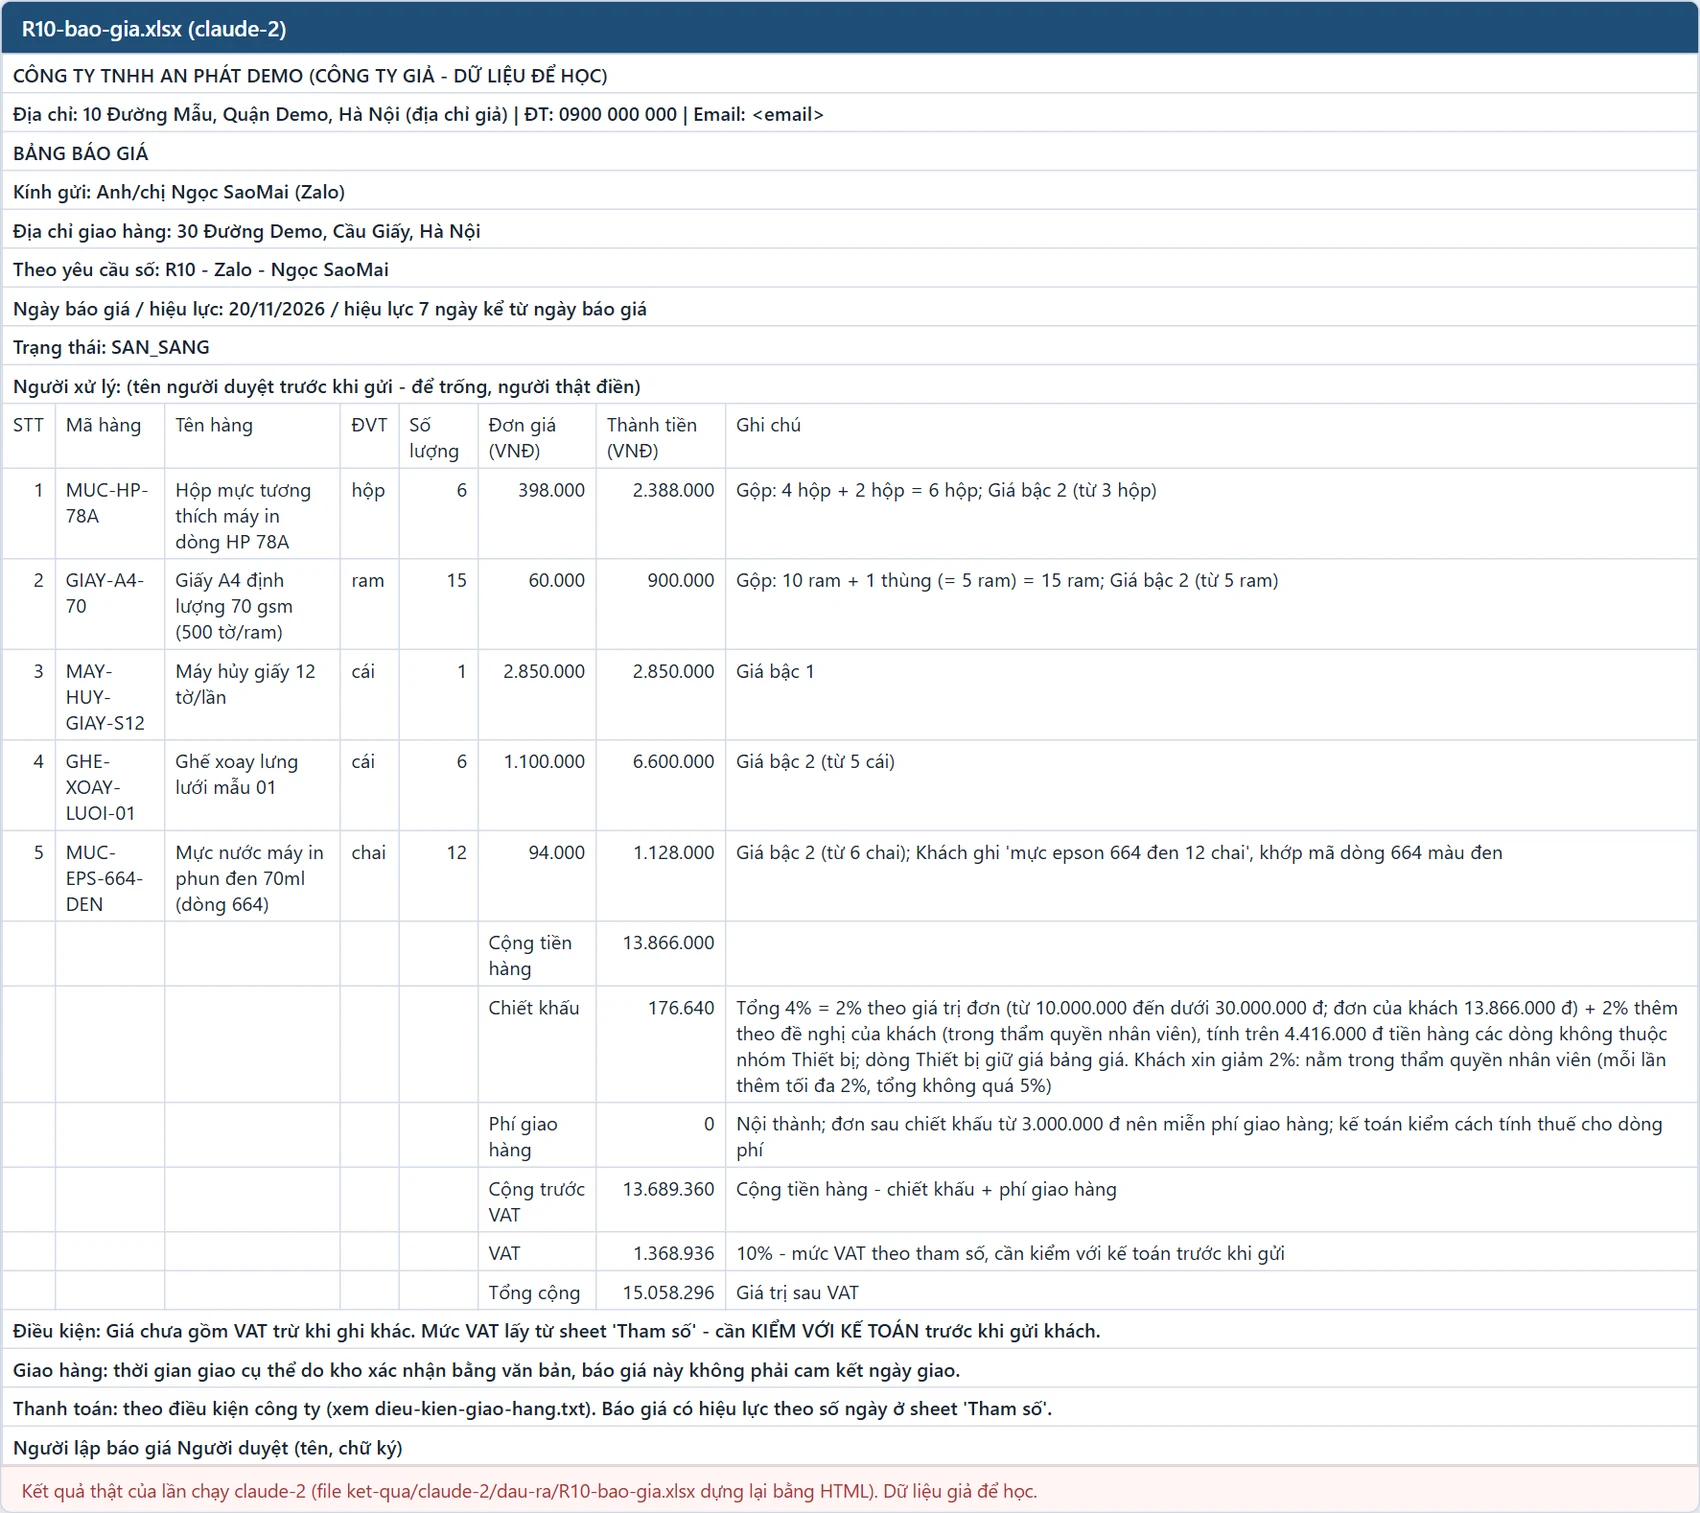 R10-bao-gia.xlsx (claude-2)
CÔNG TY TNHH AN PHÁT DEMO (CÔNG TY GIẢ - DỮ LIỆU ĐỂ HỌC)
Địa chỉ: 10 Đường Mẫu, Quận Demo, Hà Nội (địa chỉ giả) | ĐT: 0900 000 000 | Email: <email>
BẢNG BÁO GIÁ
Kính gửi: Anh/chị Ngọc SaoMai (Zalo)
Địa chỉ giao hàng: 30 Đường Demo, Cầu Giấy, Hà Nội
Theo yêu cầu số: R10 - Zalo - Ngọc SaoMai
Ngày báo giá / hiệu lực: 20/11/2026 / hiệu lực 7 ngày kể từ ngày báo giá
Trạng thái: SAN_SANG
Người xử lý: (tên người duyệt trước khi gửi - để trống, người thật điền)
STT Mã hàng Tên hàng ĐVT Số lượng Đơn giá (VNĐ) Thành tiền (VNĐ) Ghi chú
1 MUC-HP-78A Hộp mực tương thích máy in dòng HP 78A hộp 6 398.000 2.388.000 Gộp: 4 hộp + 2 hộp = 6 hộp; Giá bậc 2 (từ 3 hộp)
2 GIAY-A4-70 Giấy A4 định lượng 70 gsm (500 tờ/ram) ram 15 60.000 900.000 Gộp: 10 ram + 1 thùng (= 5 ram) = 15 ram; Giá bậc 2 (từ 5 ram)
3 MAY-HUY-GIAY-S12 Máy hủy giấy 12 tờ/lần cái 1 2.850.000 2.850.000 Giá bậc 1
4 GHE-XOAY-LUOI-01 Ghế xoay lưng lưới mẫu 01 cái 6 1.100.000 6.600.000 Giá bậc 2 (từ 5 cái)
5 MUC-EPS-664-DEN Mực nước máy in phun đen 70ml (dòng 664) chai 12 94.000 1.128.000 Giá bậc 2 (từ 6 chai); Khách ghi 'mực epson 664 đen 12 chai', khớp mã dòng 664 màu đen
Cộng tiền hàng 13.866.000
Chiết khấu 176.640 Tổng 4% = 2% theo giá trị đơn (từ 10.000.000 đến dưới 30.000.000 đ; đơn của khách 13.866.000 đ) + 2% thêm
theo đề nghị của khách (trong thẩm quyền nhân viên), tính trên 4.416.000 đ tiền hàng các dòng không thuộc
nhóm Thiết bị; dòng Thiết bị giữ giá bảng giá. Khách xin giảm 2%: nằm trong thẩm quyền nhân viên (mỗi lần
thêm tối đa 2%, tổng không quá 5%)
Phí giao hàng 0 Nội thành; đơn sau chiết khấu từ 3.000.000 đ nên miễn phí giao hàng; kế toán kiểm cách tính thuế cho dòng
phí
Cộng trước VAT 13.689.360 Cộng tiền hàng - chiết khấu + phí giao hàng
VAT 1.368.936 10% - mức VAT theo tham số, cần kiểm với kế toán trước khi gửi
Tổng cộng 15.058.296 Giá trị sau VAT
Điều kiện: Giá chưa gồm VAT trừ khi ghi khác. Mức VAT lấy từ sheet 'Tham số' - cần KIỂM VỚI KẾ TOÁN trước khi gửi khách.
Giao hàng: thời gian giao cụ thể do kho xác nhận bằng văn bản, báo giá này không phải cam kết ngày giao.
Thanh toán: theo điều kiện công ty (xem dieu-kien-giao-hang.txt). Báo giá có hiệu lực theo số ngày ở sheet 'Tham số'.
Người lập báo giá Người duyệt (tên, chữ ký)
Kết quả thật của lần chạy claude-2 (file ket-qua/claude-2/dau-ra/R10-bao-gia.xlsx dựng lại bằng HTML). Dữ liệu giả để học.